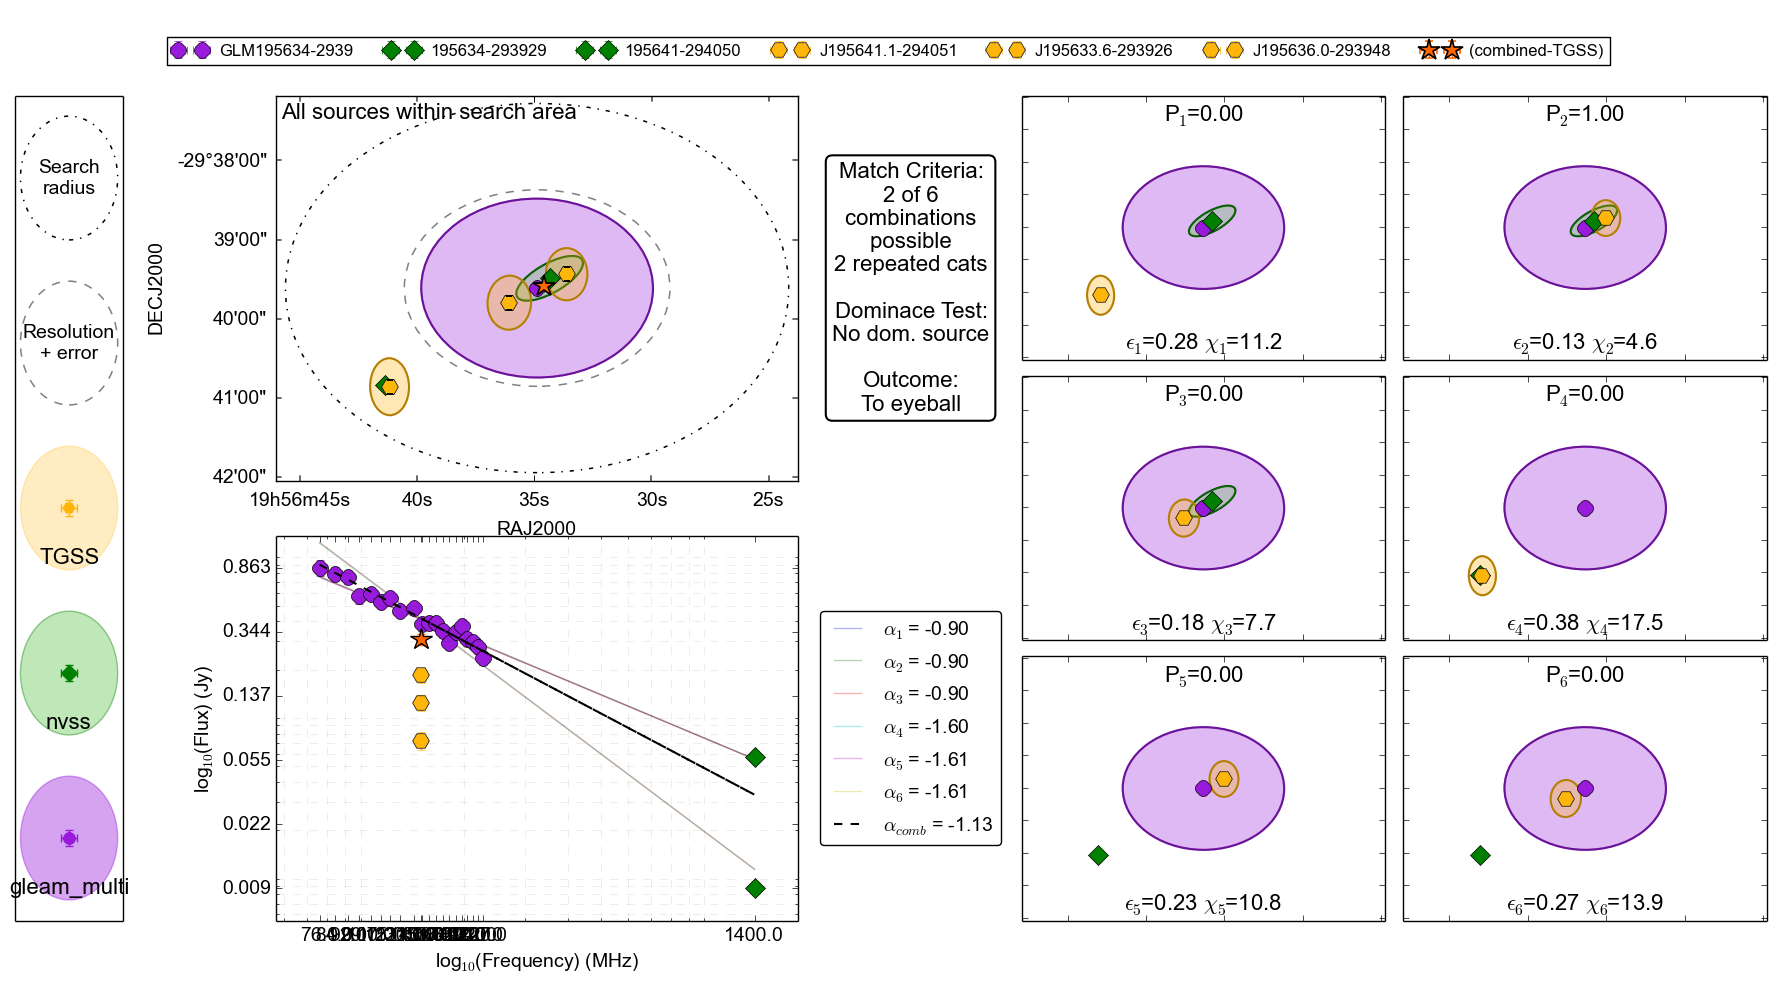 GLM195634-2939 195634-293929 195641-294050 J195641.1-294051 J195633.6-293926 J195636.0-293948 (combined-TGSS)
Search
radius
Resolution
+ error
TGSS
nvss
gleam_multi
All sources within search area
DECJ2000
-29°38'00"
39'00"
40'00"
41'00"
42'00"
19h56m45s 40s 35s 30s 25s
RAJ2000
Match Criteria:
2 of 6
combinations
possible
2 repeated cats
Dominace Test:
No dom. source
Outcome:
To eyeball
log10(Flux) (Jy)
0.863
0.344
0.137
0.055
0.022
0.009
1400.0
log10(Frequency) (MHz)
α1 = -0.90
α2 = -0.90
α3 = -0.90
α4 = -1.60
α5 = -1.61
α6 = -1.61
αcomb = -1.13
P1=0.00
ϵ1=0.28 χ1=11.2
P2=1.00
ϵ2=0.13 χ2=4.6
P3=0.00
ϵ3=0.18 χ3=7.7
P4=0.00
ϵ4=0.38 χ4=17.5
P5=0.00
ϵ5=0.23 χ5=10.8
P6=0.00
ϵ6=0.27 χ6=13.9